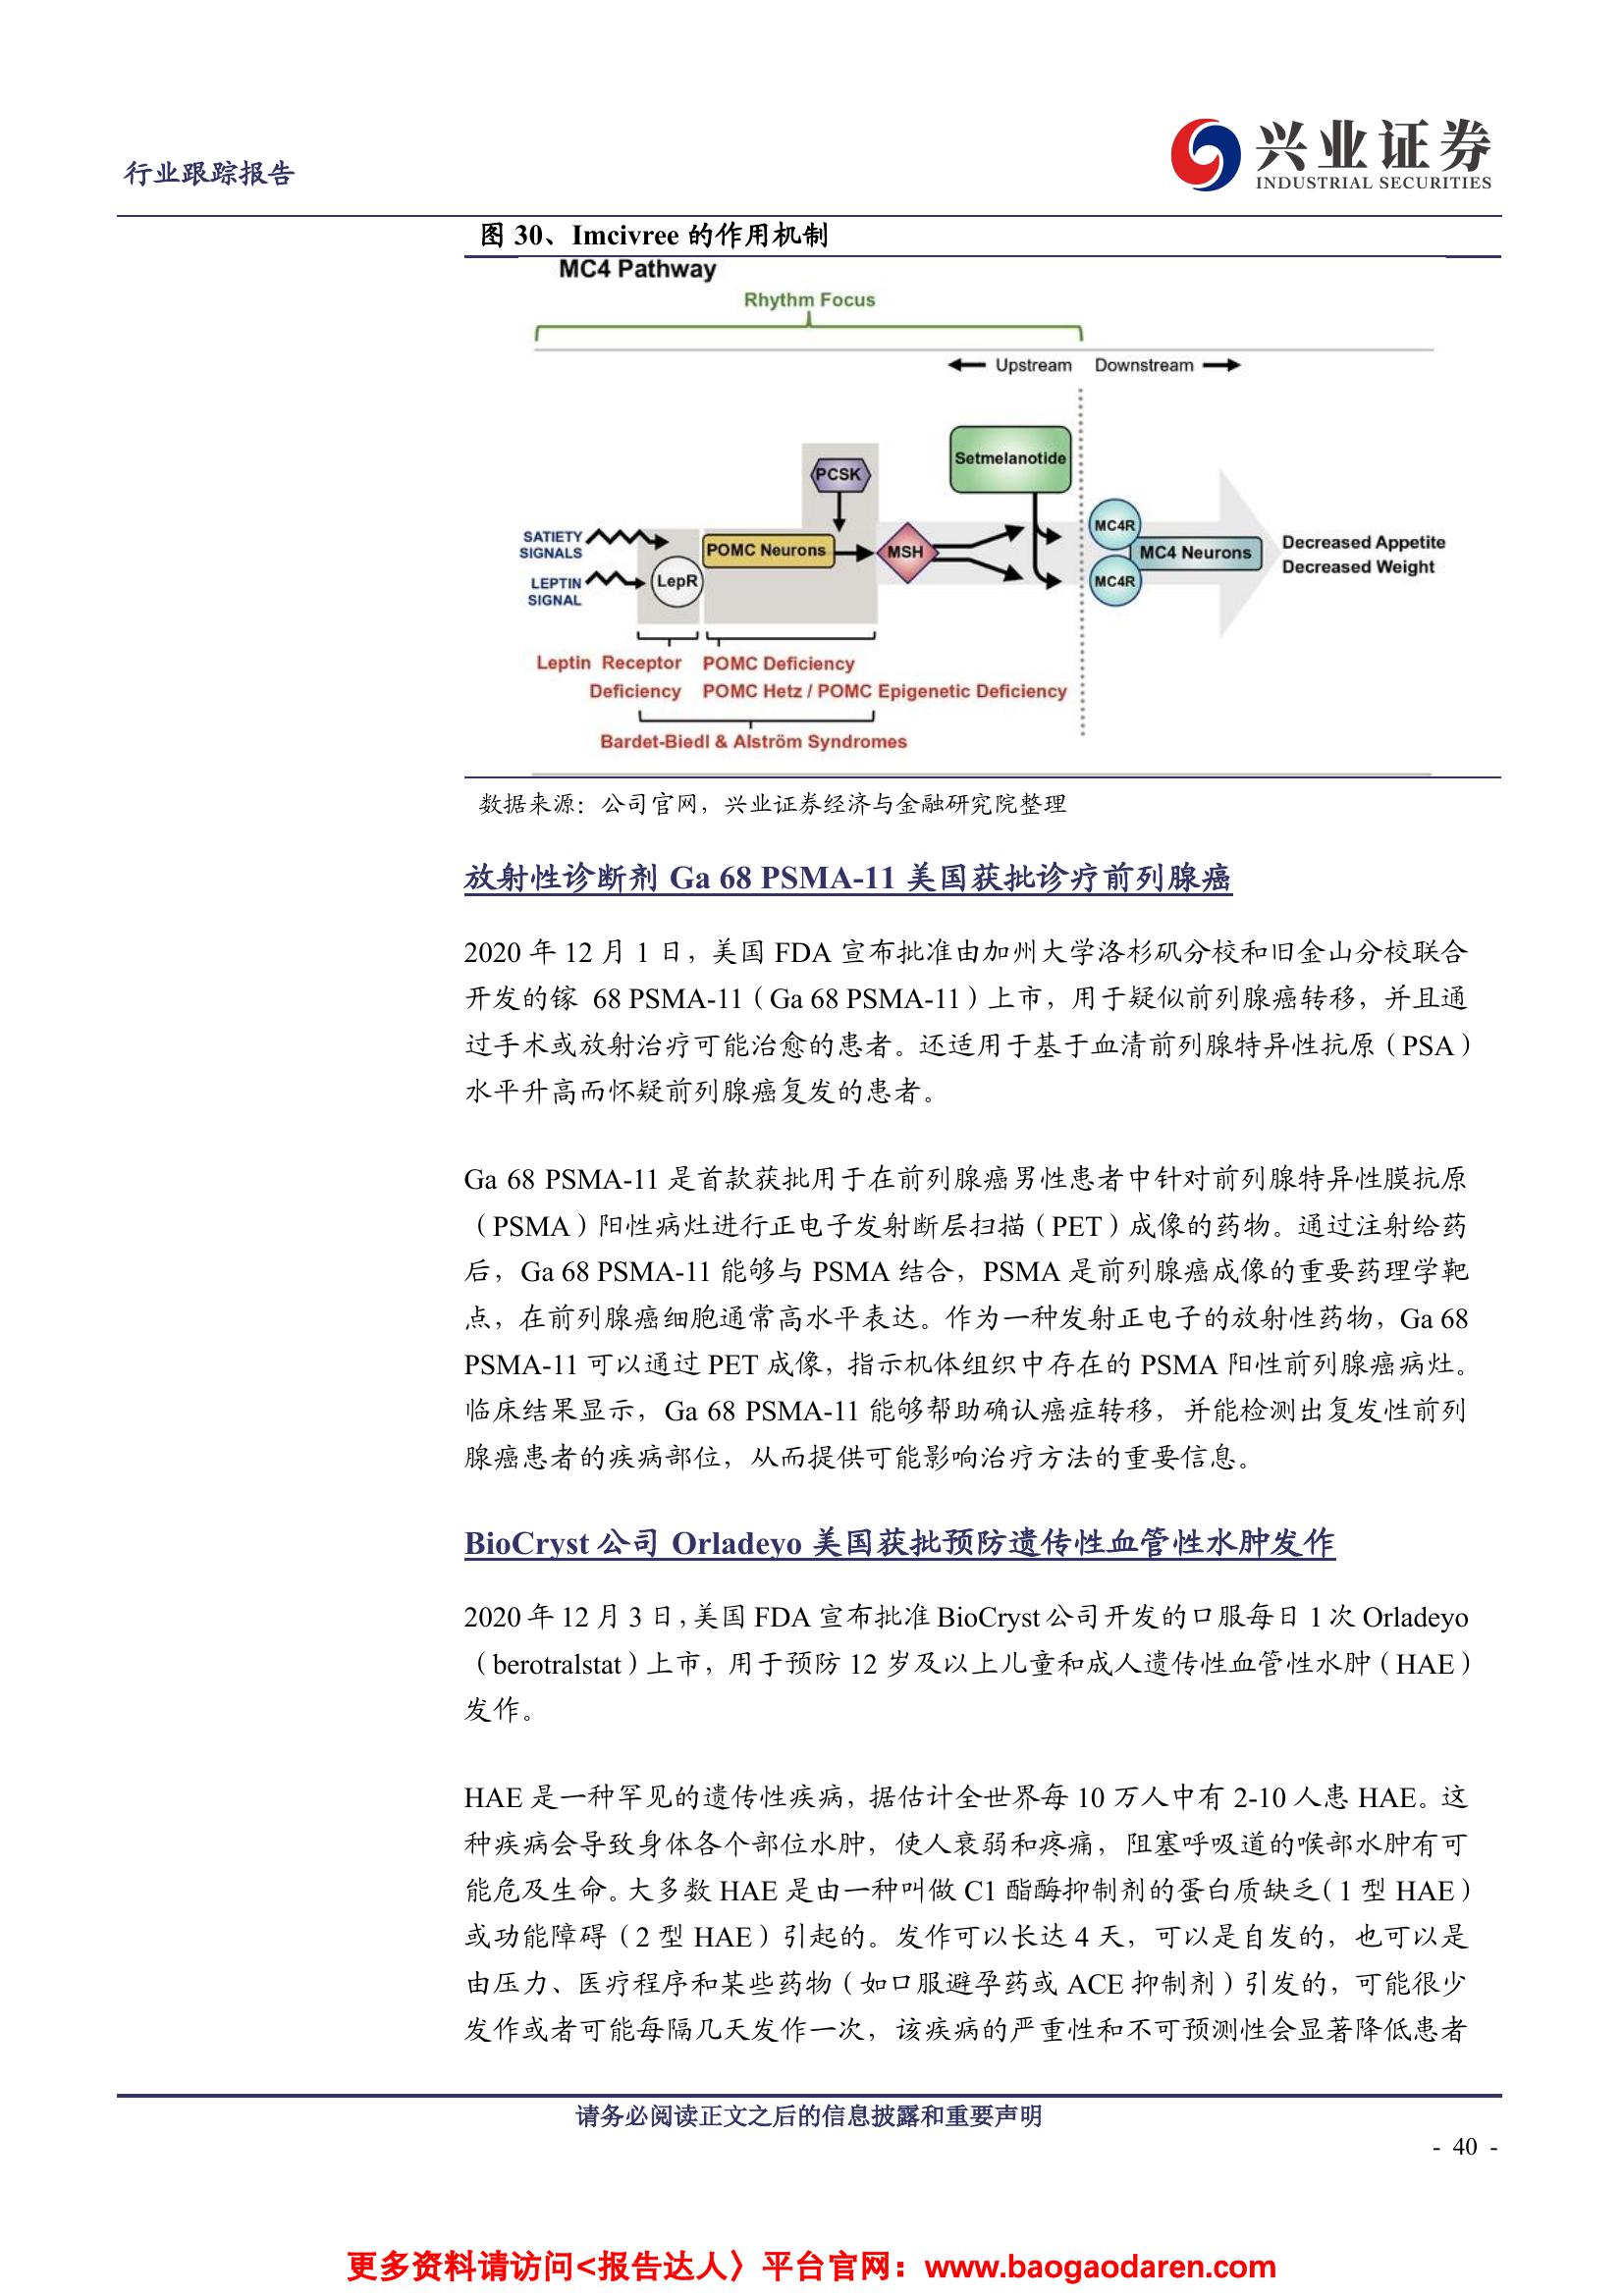 行业跟踪报告
兴业证券
INDUSTRIAL SECURITIES
图 30、Imcivree 的作用机制
MC4 Pathway
Rhythm Focus
Upstream Downstream
Setmelanotide
PCSK
SATIETY
SIGNALS
LEPTIN
SIGNAL
LepR
POMC Neurons
MSH
MC4R
MC4R
MC4 Neurons
Decreased Appetite
Decreased Weight
Leptin Receptor
Deficiency
POMC Deficiency
POMC Hetz / POMC Epigenetic Deficiency
Bardet-Biedl & Alström Syndromes
数据来源：公司官网，兴业证券经济与金融研究院整理
放射性诊断剂 Ga 68 PSMA-11 美国获批诊疗前列腺癌
2020 年 12 月 1 日，美国 FDA 宣布批准由加州大学洛杉矶分校和旧金山分校联合
开发的镓 68 PSMA-11（Ga 68 PSMA-11）上市，用于疑似前列腺癌转移，并且通
过手术或放射治疗可能治愈的患者。还适用于基于血清前列腺特异性抗原（PSA）
水平升高而怀疑前列腺癌复发的患者。
Ga 68 PSMA-11 是首款获批用于在前列腺癌男性患者中针对前列腺特异性膜抗原
（PSMA）阳性病灶进行正电子发射断层扫描（PET）成像的药物。通过注射给药
后，Ga 68 PSMA-11 能够与 PSMA 结合，PSMA 是前列腺癌成像的重要药理学靶
点，在前列腺癌细胞通常高水平表达。作为一种发射正电子的放射性药物，Ga 68
PSMA-11 可以通过 PET 成像，指示机体组织中存在的 PSMA 阳性前列腺癌病灶。
临床结果显示，Ga 68 PSMA-11 能够帮助确认癌症转移，并能检测出复发性前列
腺癌患者的疾病部位，从而提供可能影响治疗方法的重要信息。
BioCryst 公司 Orladeyo 美国获批预防遗传性血管性水肿发作
2020 年 12 月 3 日，美国 FDA 宣布批准 BioCryst 公司开发的口服每日 1 次 Orladeyo
（berotralstat）上市，用于预防 12 岁及以上儿童和成人遗传性血管性水肿（HAE）
发作。
HAE 是一种罕见的遗传性疾病，据估计全世界每 10 万人中有 2-10 人患 HAE。这
种疾病会导致身体各个部位水肿，使人衰弱和疼痛，阻塞呼吸道的喉部水肿有可
能危及生命。大多数 HAE 是由一种叫做 C1 酯酶抑制剂的蛋白质缺乏（1 型 HAE）
或功能障碍（2 型 HAE）引起的。发作可以长达 4 天，可以是自发的，也可以是
由压力、医疗程序和某些药物（如口服避孕药或 ACE 抑制剂）引发的，可能很少
发作或者可能每隔几天发作一次，该疾病的严重性和不可预测性会显著降低患者
请务必阅读正文之后的信息披露和重要声明
- 40 -
更多资料请访问<报告达人〉平台官网：www.baogaodaren.com